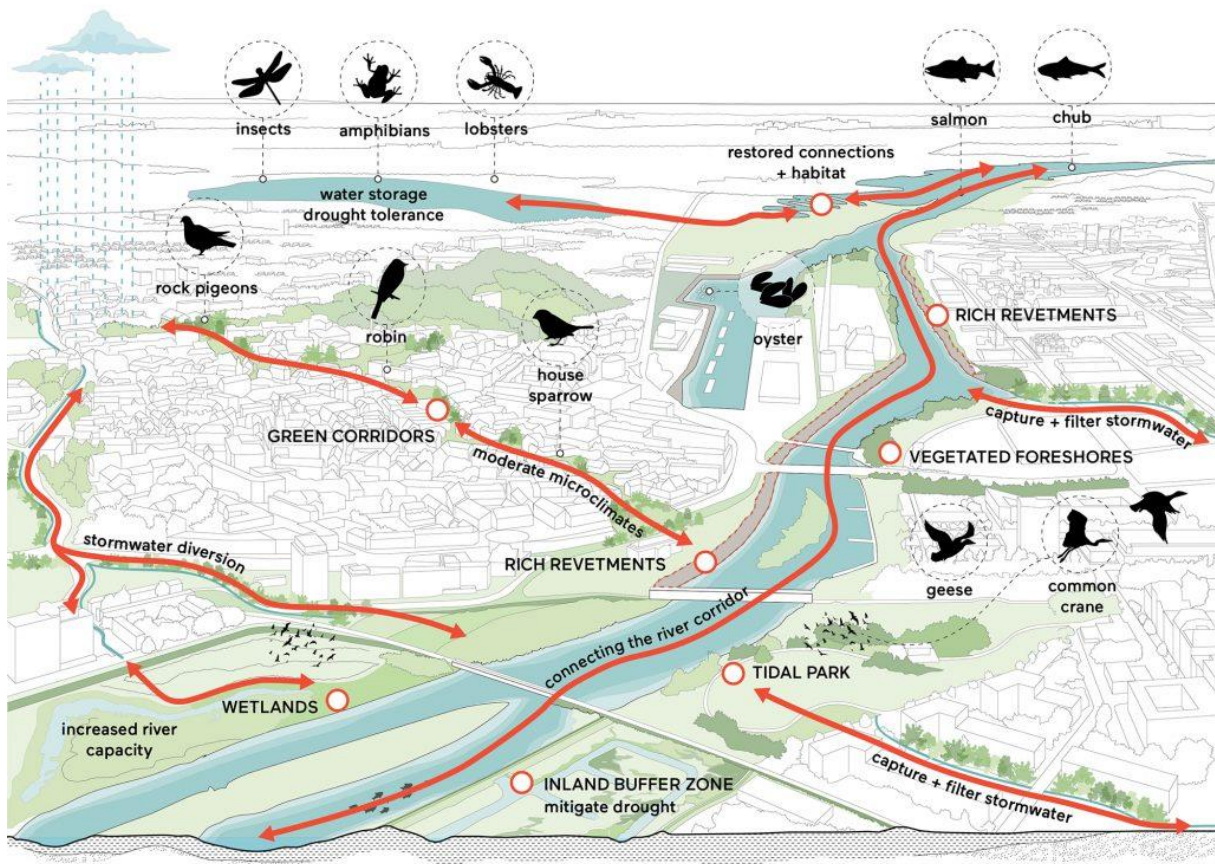 insects
amphibians
lobsters
salmon
chub
restored connections
+ habitat
water storage
drought tolerance
rock pigeons
robin
house
sparrow
oyster
RICH REVETMENTS
GREEN CORRIDORS
capture + filter stormwater
moderate microclimates
VEGETATED FORESHORES
stormwater diversion
RICH REVETMENTS
geese
common
crane
connecting the river corridor
TIDAL PARK
WETLANDS
increased river
capacity
INLAND BUFFER ZONE
mitigate drought
capture + filter stormwater